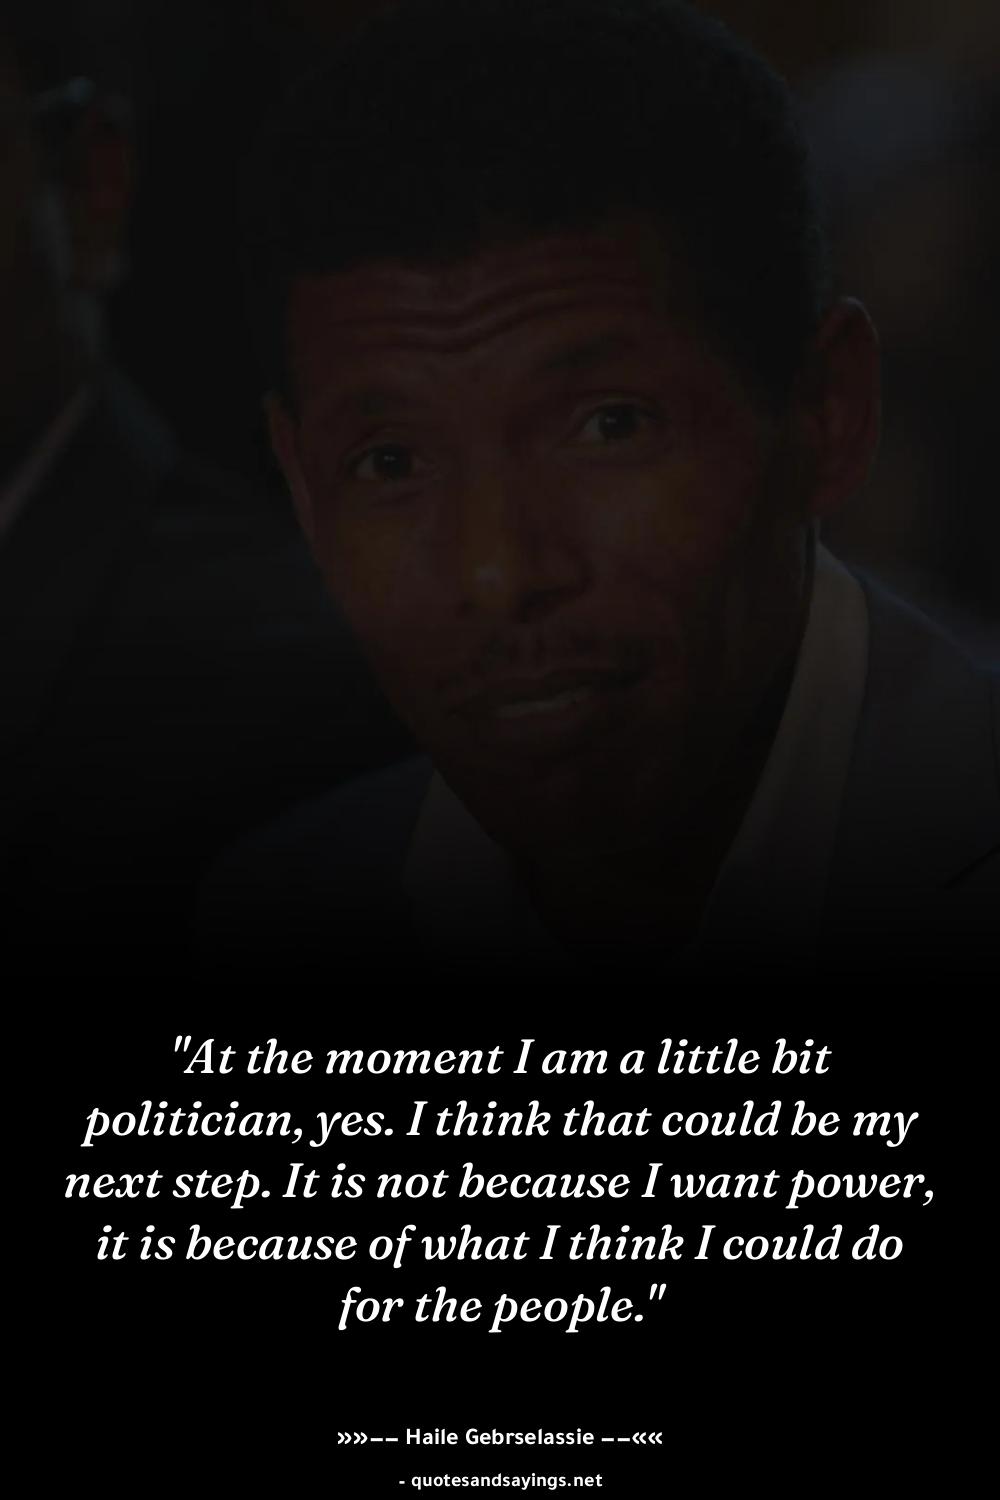 "At the moment I am a little bit
politician, yes. I think that could be my
next step. It is not because I want power,
it is because of what I think I could do
for the people."
»»–– Haile Gebrselassie ––««
- quotesandsayings.net